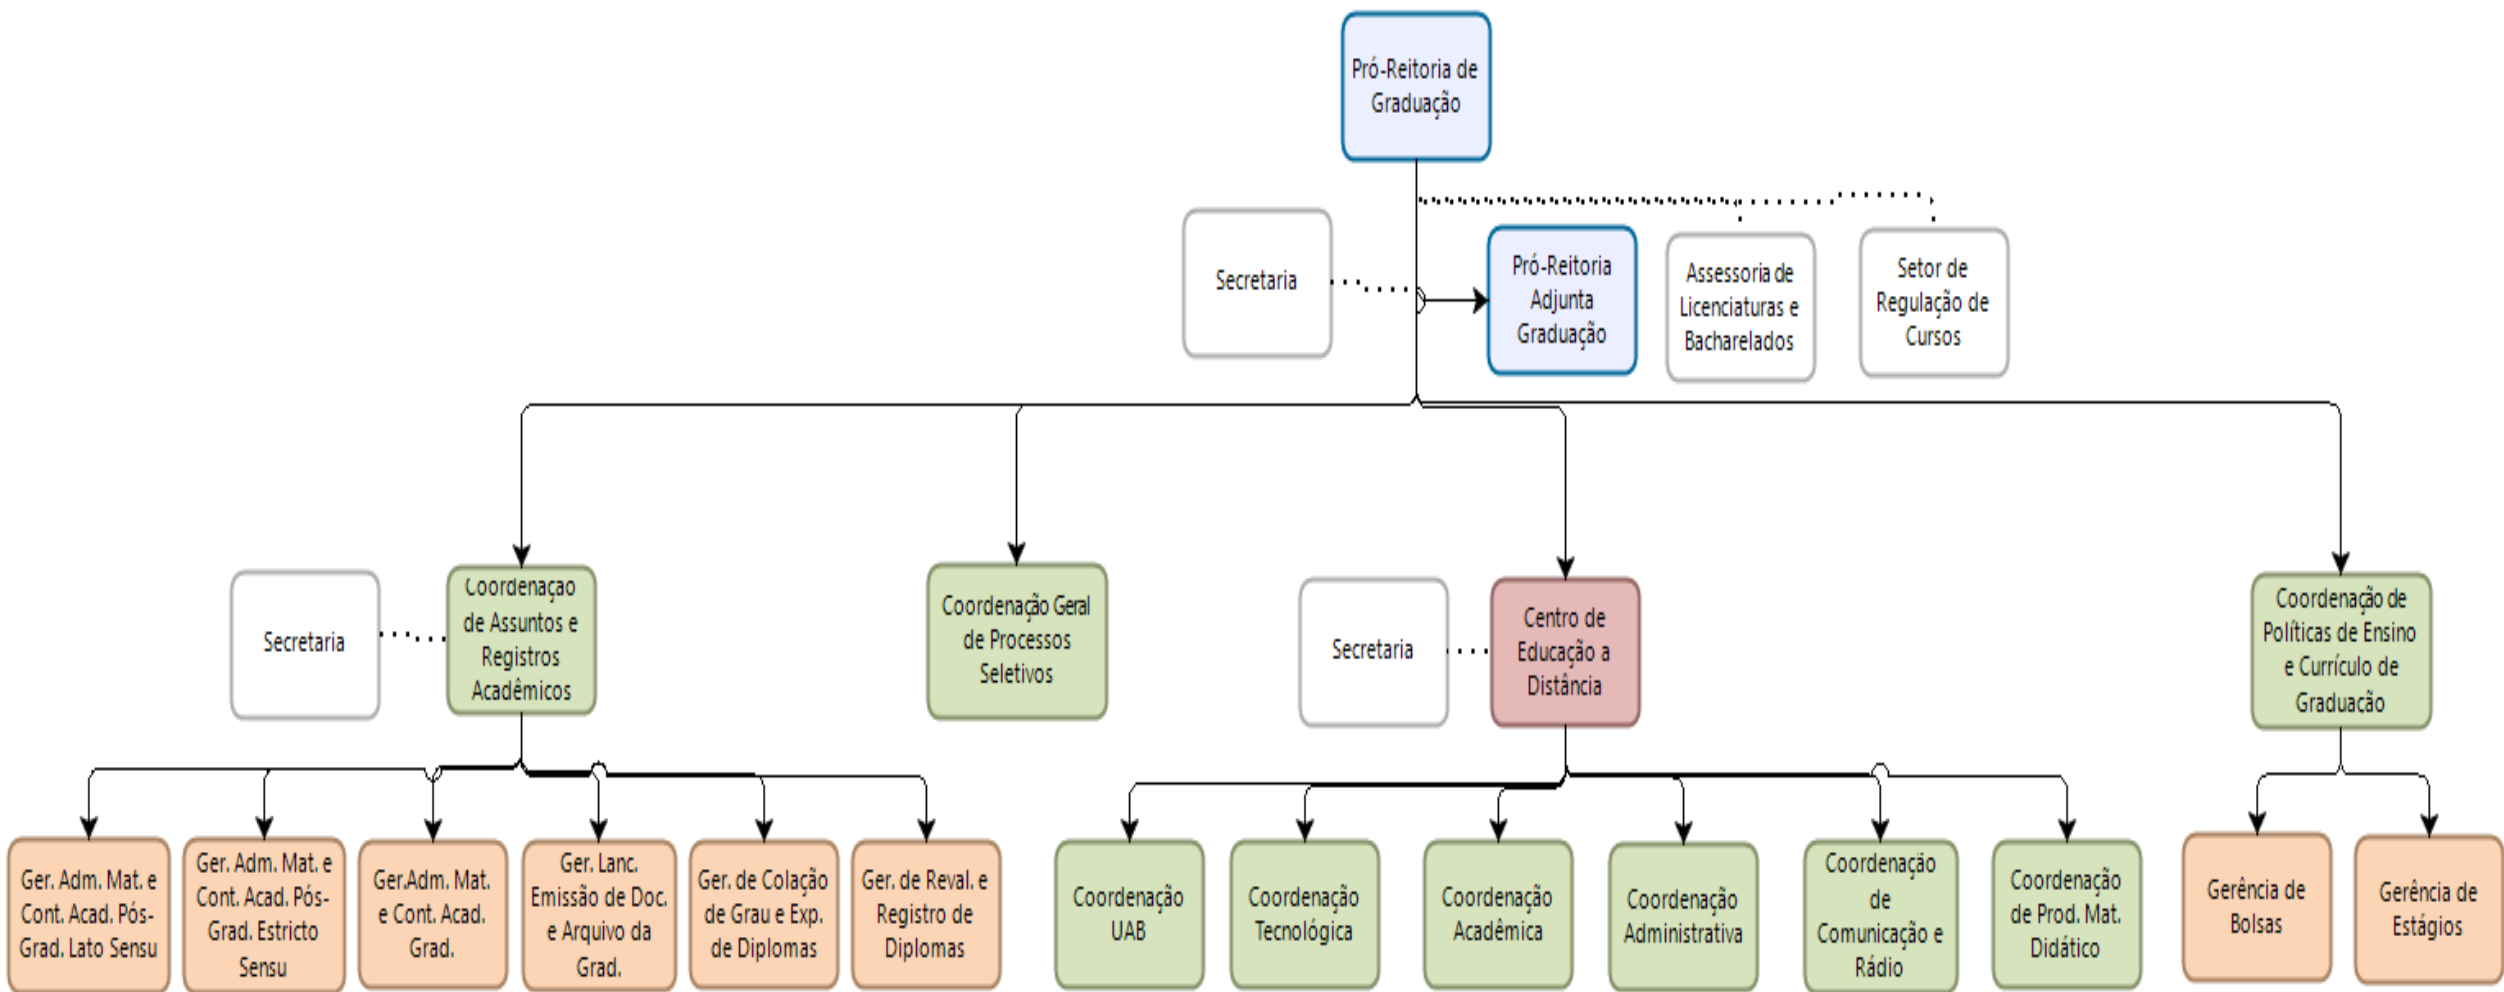 Pró-Reitoria de
Graduação
Secretaria
Pró-Reitoria
Adjunta
Graduação
Assessoria de
Licenciaturas e
Bacharelados
Setor de
Regulação de
Cursos
Secretaria
Coordenação
de Assuntos e
Registros
Acadêmicos
Coordenação Geral
de Processos
Seletivos
Secretaria
Centro de
Educação a
Distância
Coordenação de
Políticas de Ensino
e Currículo de
Graduação
Ger. Adm. Mat. e
Cont. Acad. Pós-
Grad. Lato Sensu
Ger. Adm. Mat. e
Cont. Acad. Pós-
Grad. Estricto
Sensu
Ger.Adm. Mat.
e Cont. Acad.
Grad.
Ger. Lanc.
Emissão de Doc.
e Arquivo da
Grad.
Ger. de Colação
de Grau e Exp.
de Diplomas
Ger. de Reval. e
Registro de
Diplomas
Coordenação
UAB
Coordenação
Tecnológica
Coordenação
Acadêmica
Coordenação
Administrativa
Coordenação
de
Comunicação e
Rádio
Coordenação
de Prod. Mat.
Didático
Gerência de
Bolsas
Gerência de
Estágios